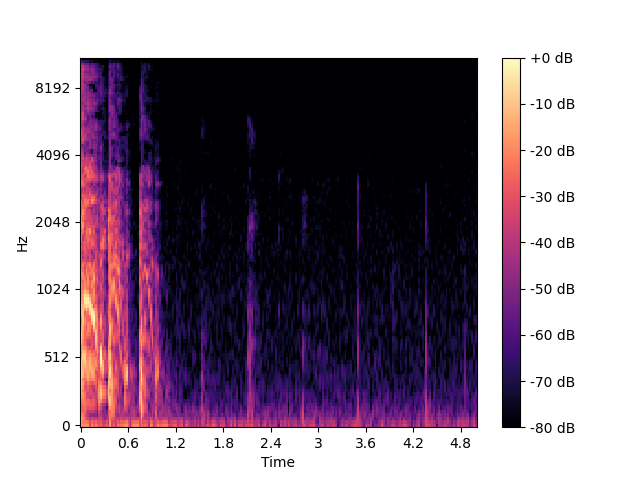 +0 dB
8192
-10 dB
4096
-20 dB
-30 dB
2048
Hz
-40 dB
1024
-50 dB
-60 dB
512
-70 dB
0
-80 dB
0 0.6 1.2 1.8 2.4 3 3.6 4.2 4.8
Time